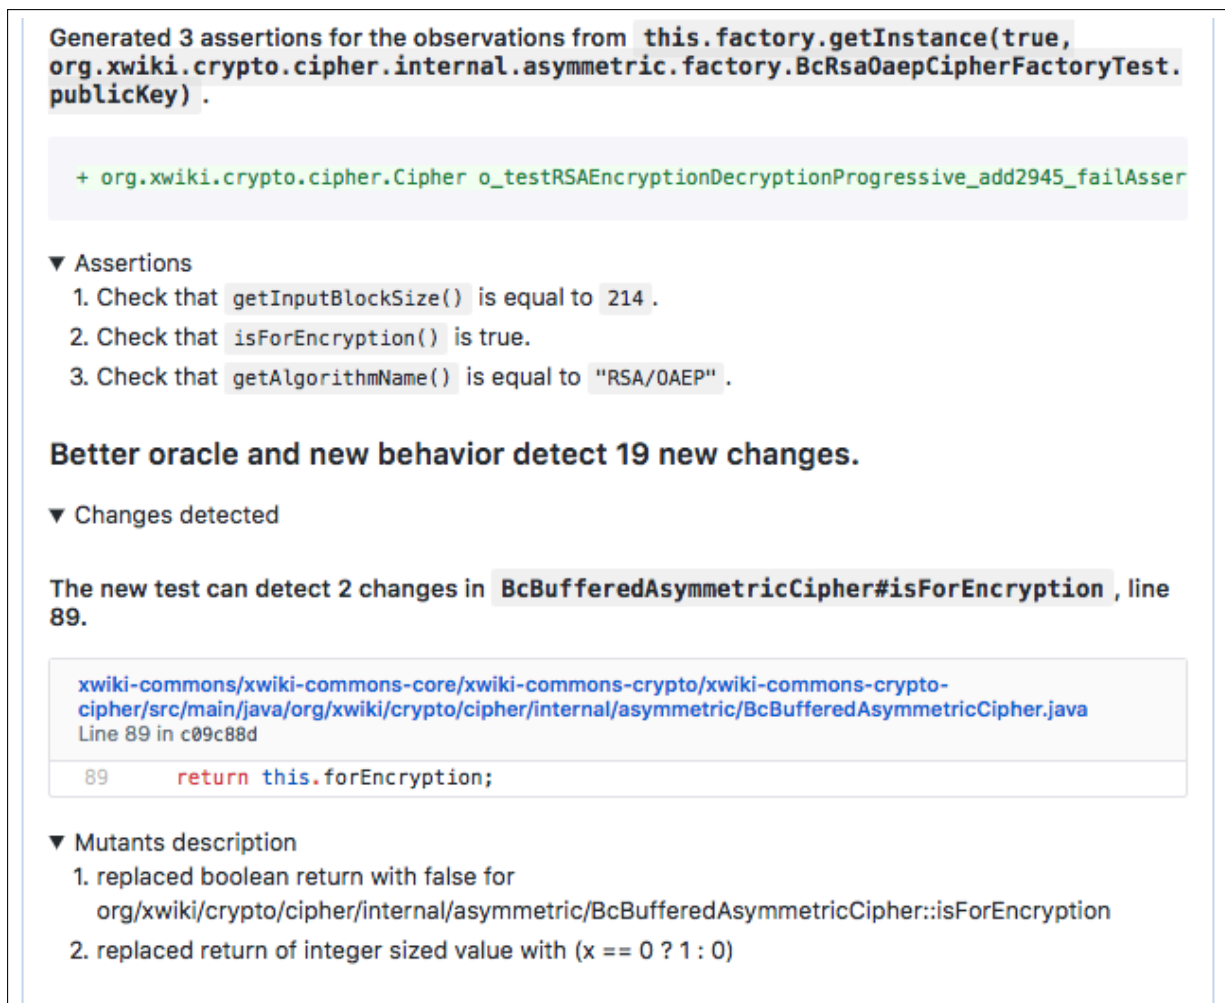 Generated 3 assertions for the observations from this.factory.getInstance(true,
org.xwiki.crypto.cipher.internal.asymmetric.factory.BcRsaOaepCipherFactoryTest.
publicKey) .
+ org.xwiki.crypto.cipher.Cipher o_testRSAEncryptionDecryptionProgressive_add2945_failAsser
▼ Assertions
1. Check that getInputBlockSize() is equal to 214 .
2. Check that isForEncryption() is true.
3. Check that getAlgorithmName() is equal to "RSA/OAEP" .
Better oracle and new behavior detect 19 new changes.
▼ Changes detected
The new test can detect 2 changes in BcBufferedAsymmetricCipher#isForEncryption , line
89.
xwiki-commons/xwiki-commons-core/xwiki-commons-crypto/xwiki-commons-crypto-
cipher/src/main/java/org/xwiki/crypto/cipher/internal/asymmetric/BcBufferedAsymmetricCipher.java
Line 89 in c09c88d
89 return this.forEncryption;
▼ Mutants description
1. replaced boolean return with false for
org/xwiki/crypto/cipher/internal/asymmetric/BcBufferedAsymmetricCipher::isForEncryption
2. replaced return of integer sized value with (x == 0 ? 1 : 0)